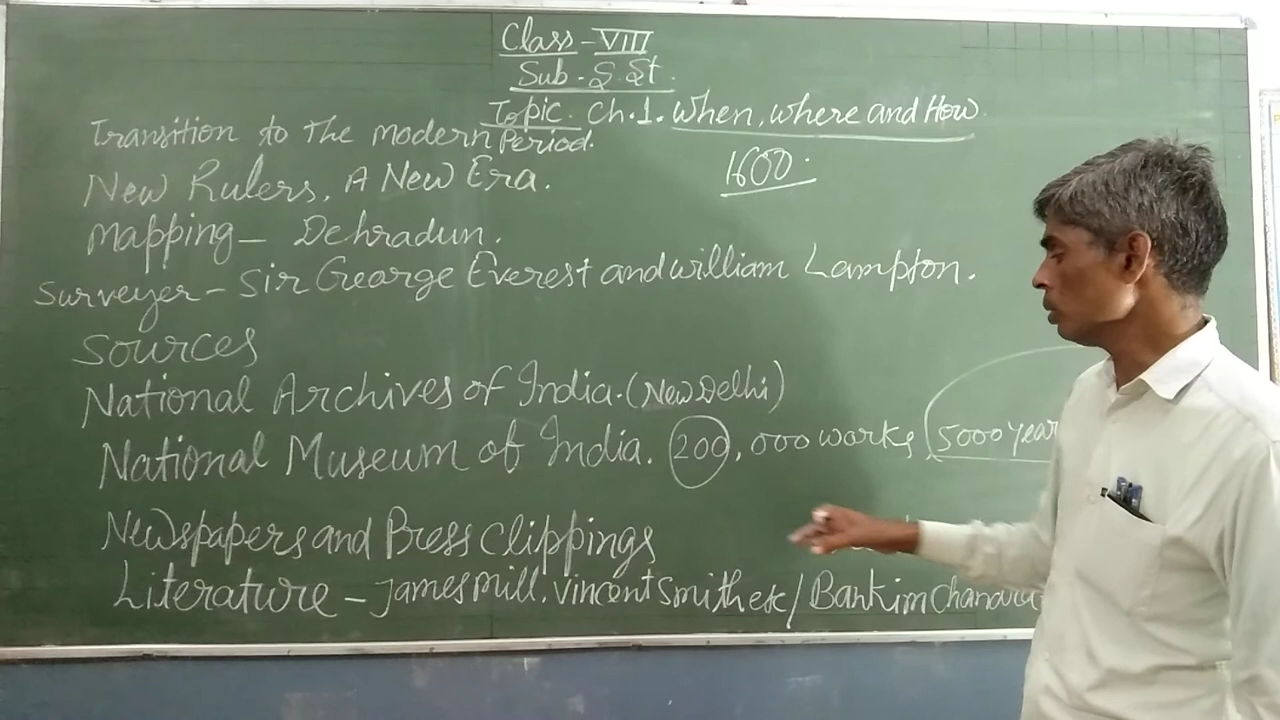 Class - VIII
Sub - S.St.
Topic. Ch.1. When, where and How
Transition to the modern Period.
1600.
New Rulers. A New Era.
Mapping - Dehradun.
Surveyer - Sir George Everest and william Lampton.
Sources
National Archives of India. (New Delhi)
National Museum of India. 200,000 works (5000 year
Newspapers and Press Clippings
Literature - James mill, vincent smith etc / Bankim Chandra